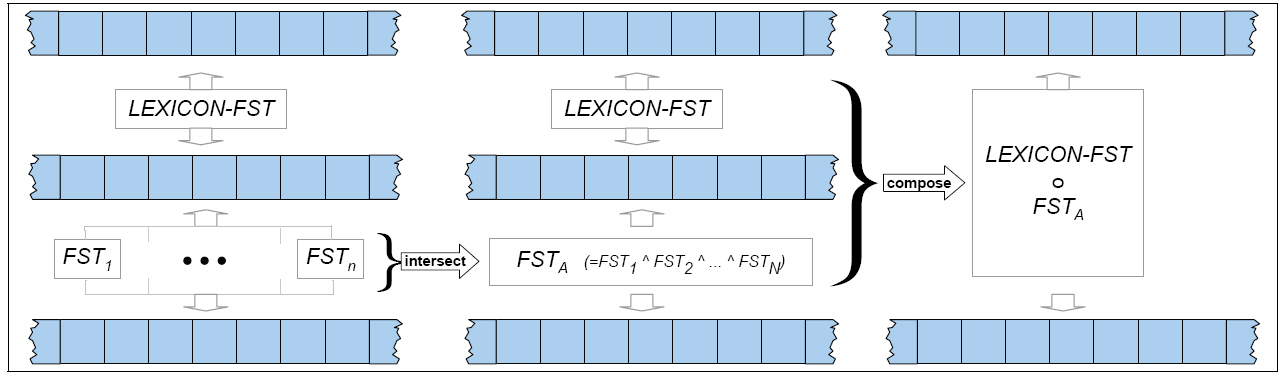 LEXICON-FST
FST1 ••• FSTn
intersect
LEXICON-FST
FSTA (=FST1 ^ FST2 ^ ... ^ FSTN)
compose
LEXICON-FST
o
FSTA